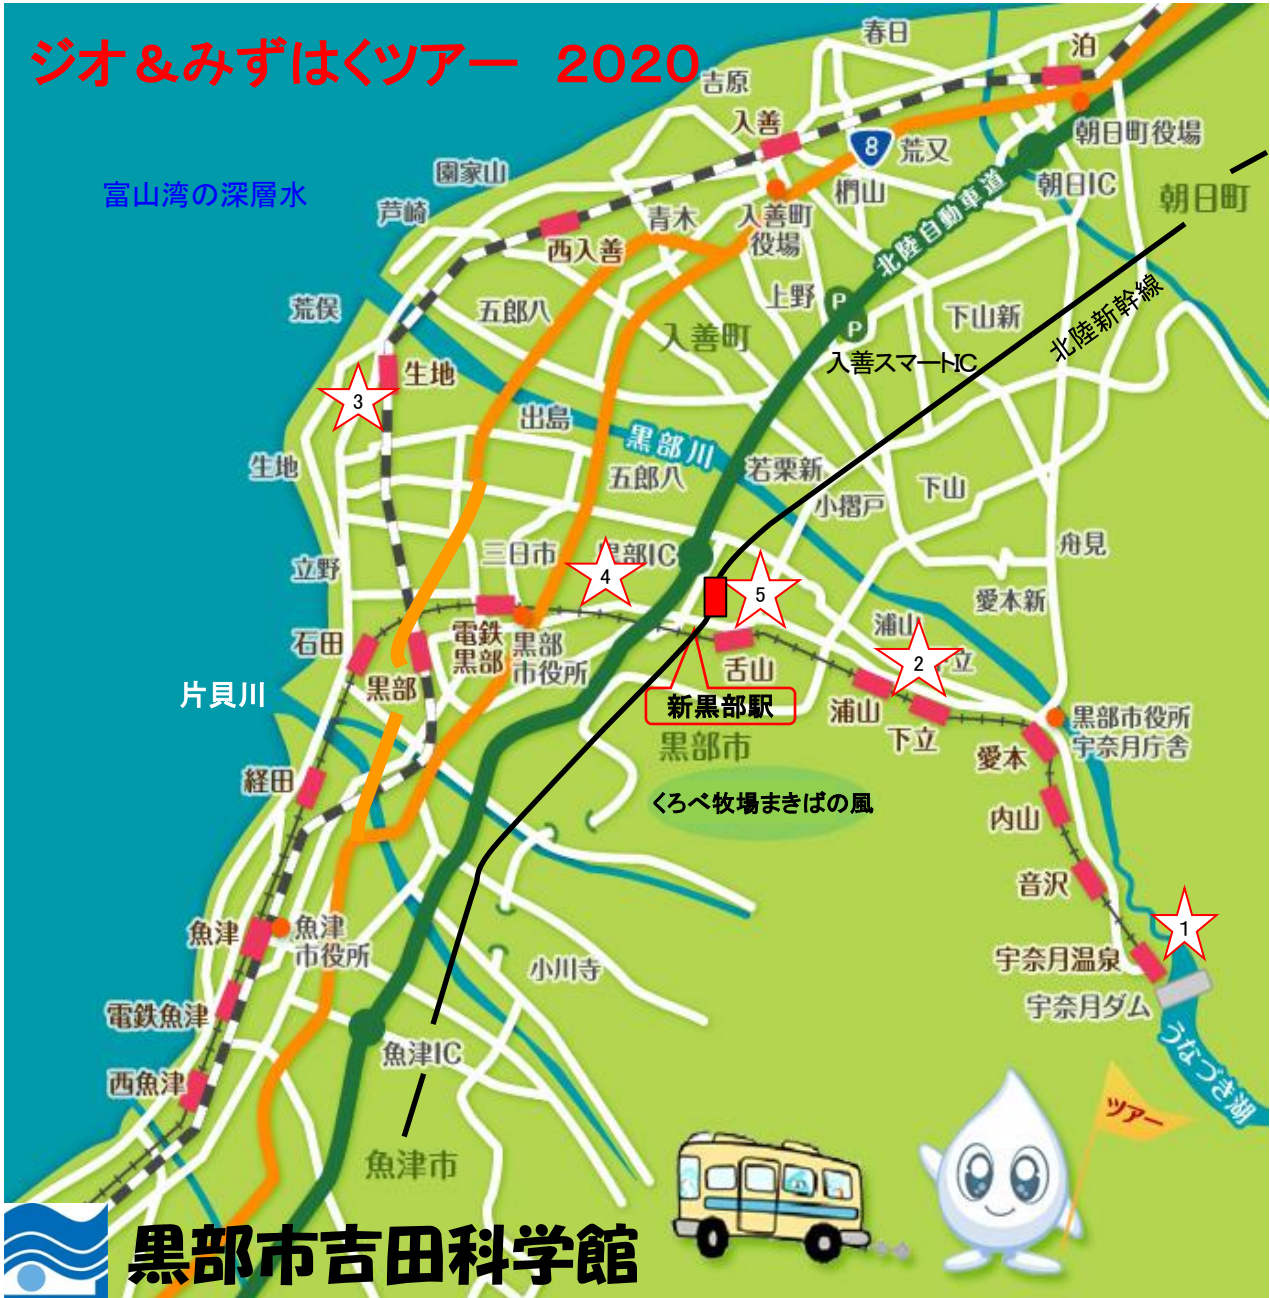 ジオ&みずはくツアー 2020
春日
泊
吉原
入善
8
荒又
朝日町役場
富山湾の深層水
園家山
椚山
朝日IC
朝日町
芦崎
青木
入善町
役場
北陸自動車道
西入善
荒俣
五郎八
上野
P
P
下山新
北陸新幹線
入善町
入善スマートIC
生地
3
出島
黒部川
生地
五郎八
若栗新
下山
小摺戸
三日市
黒部IC
舟見
立野
4
5
愛本新
石田
電鉄
黒部
黒部
市役所
浦山
2
立
舌山
黒部
片貝川
新黒部駅
浦山
下立
黒部市役所
宇奈月庁舎
黒部市
愛本
経田
くろべ牧場まきばの風
内山
音沢
1
魚津
魚津
市役所
小川寺
宇奈月温泉
宇奈月ダム
電鉄魚津
魚津IC
うなづき湖
西魚津
ツアー
魚津市
黒部市吉田科学館